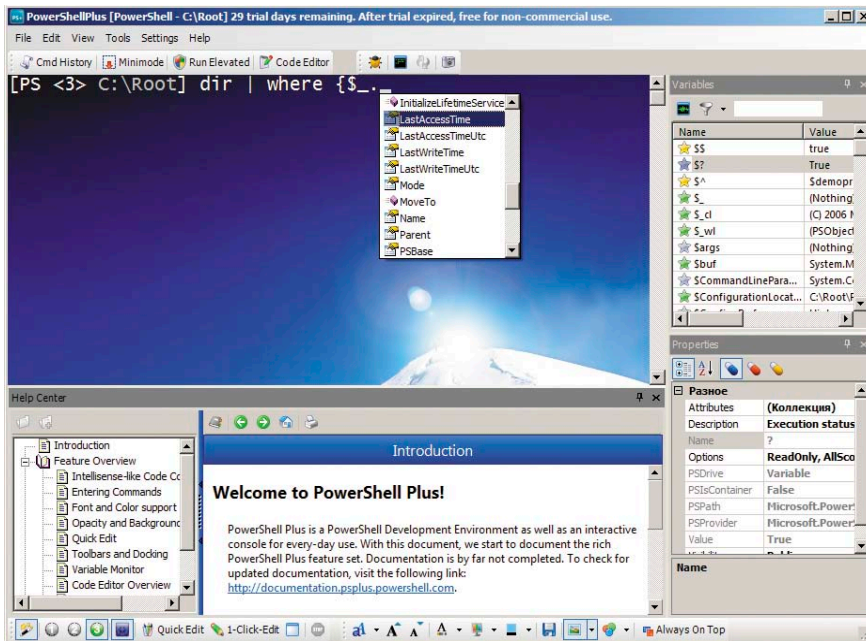 PowerShellPlus [PowerShell - C:\Root] 29 trial days remaining. After trial expired, free for non-commercial use.
File Edit View Tools Settings Help
Cmd History Minimode Run Elevated Code Editor
[PS <3> C:\Root] dir | where {$_._
InitializeLifetimeService
LastAccessTime
LastAccessTimeUtc
LastWriteTime
LastWriteTimeUtc
Mode
MoveTo
Name
Parent
PSBase
Variables
Name Value
$$ true
$? True
$^ $demopr
$_ (Nothing
$_cl (C) 2006 M
$_wl (PSObject
$args (Nothing
$buf System.M
$CommandLinePara... System.Co
$ConfigurationLocat... C:\Root\P
Properties
Разное
Attributes (Коллекция)
Description Execution status
Name ?
Options ReadOnly, AllSco
PSDrive Variable
PSIsContainer False
PSPath Microsoft.Power
PSProvider Microsoft.Power
Value True
Name
Help Center
Introduction
Feature Overview
Intellisense-like Code Co
Entering Commands
Font and Color support
Opacity and Background
Quick Edit
Toolbars and Docking
Variable Monitor
Code Editor Overview
Introduction
Welcome to PowerShell Plus!
PowerShell Plus is a PowerShell Development Environment as well as an interactive
console for every-day use. With this document, we start to document the rich
PowerShell Plus feature set. Documentation is by far not completed. To check for
updated documentation, visit the following link:
http://documentation.psplus.powershell.com.
Quick Edit 1-Click-Edit Always On Top